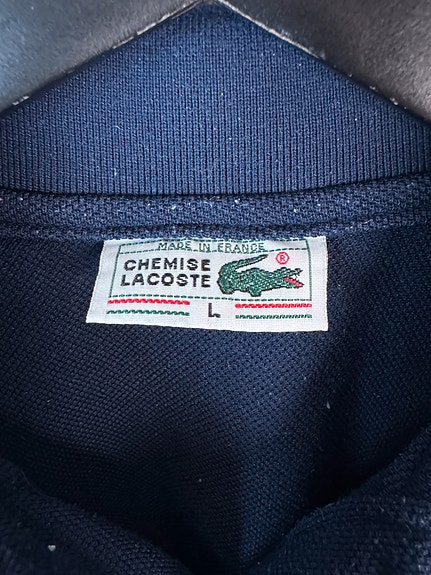 MADE IN FRANCE
CHEMISE
LACOSTE ®
L